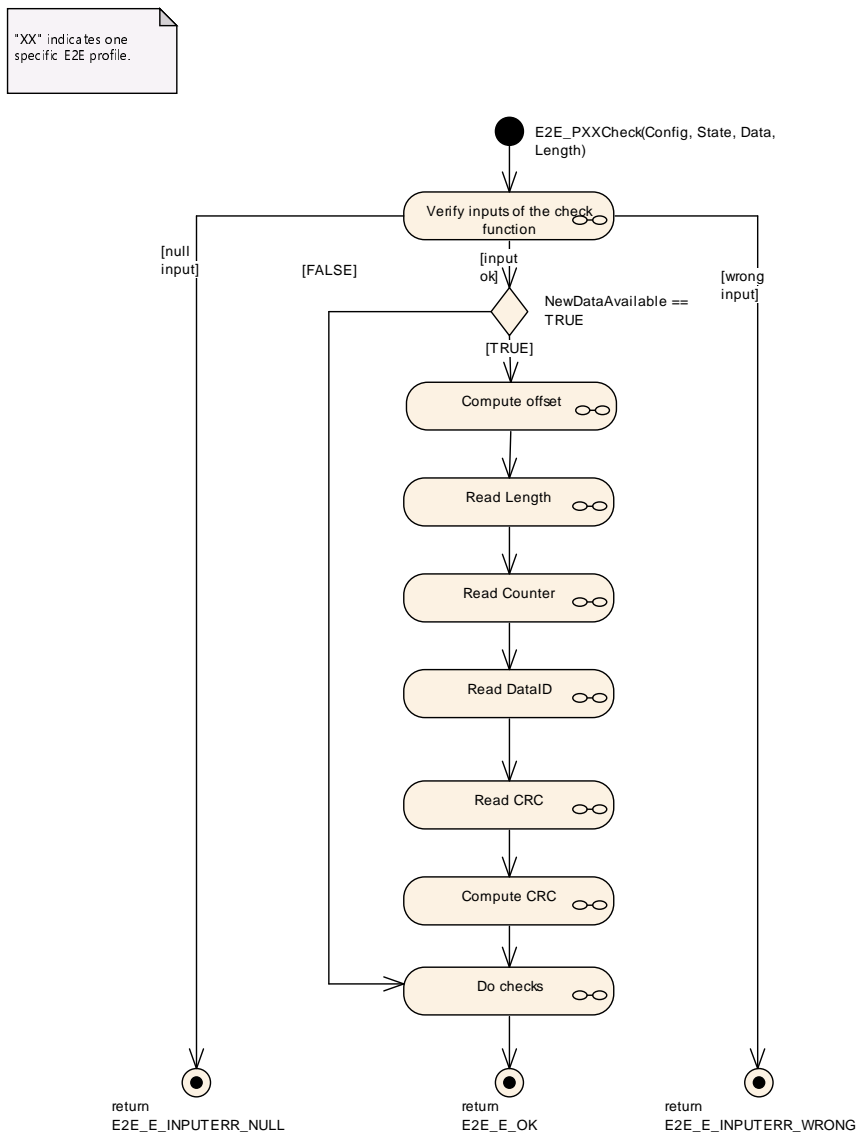 "XX" indicates one
specific E2E profile.
E2E_PXXCheck(Config, State, Data,
Length)
Verify inputs of the check
function
[null
input]
[FALSE]
[input
ok]
[wrong
input]
NewDataAvailable ==
TRUE
[TRUE]
Compute offset
Read Length
Read Counter
Read DataID
Read CRC
Compute CRC
Do checks
return
E2E_E_INPUTERR_NULL
return
E2E_E_OK
return
E2E_E_INPUTERR_WRONG